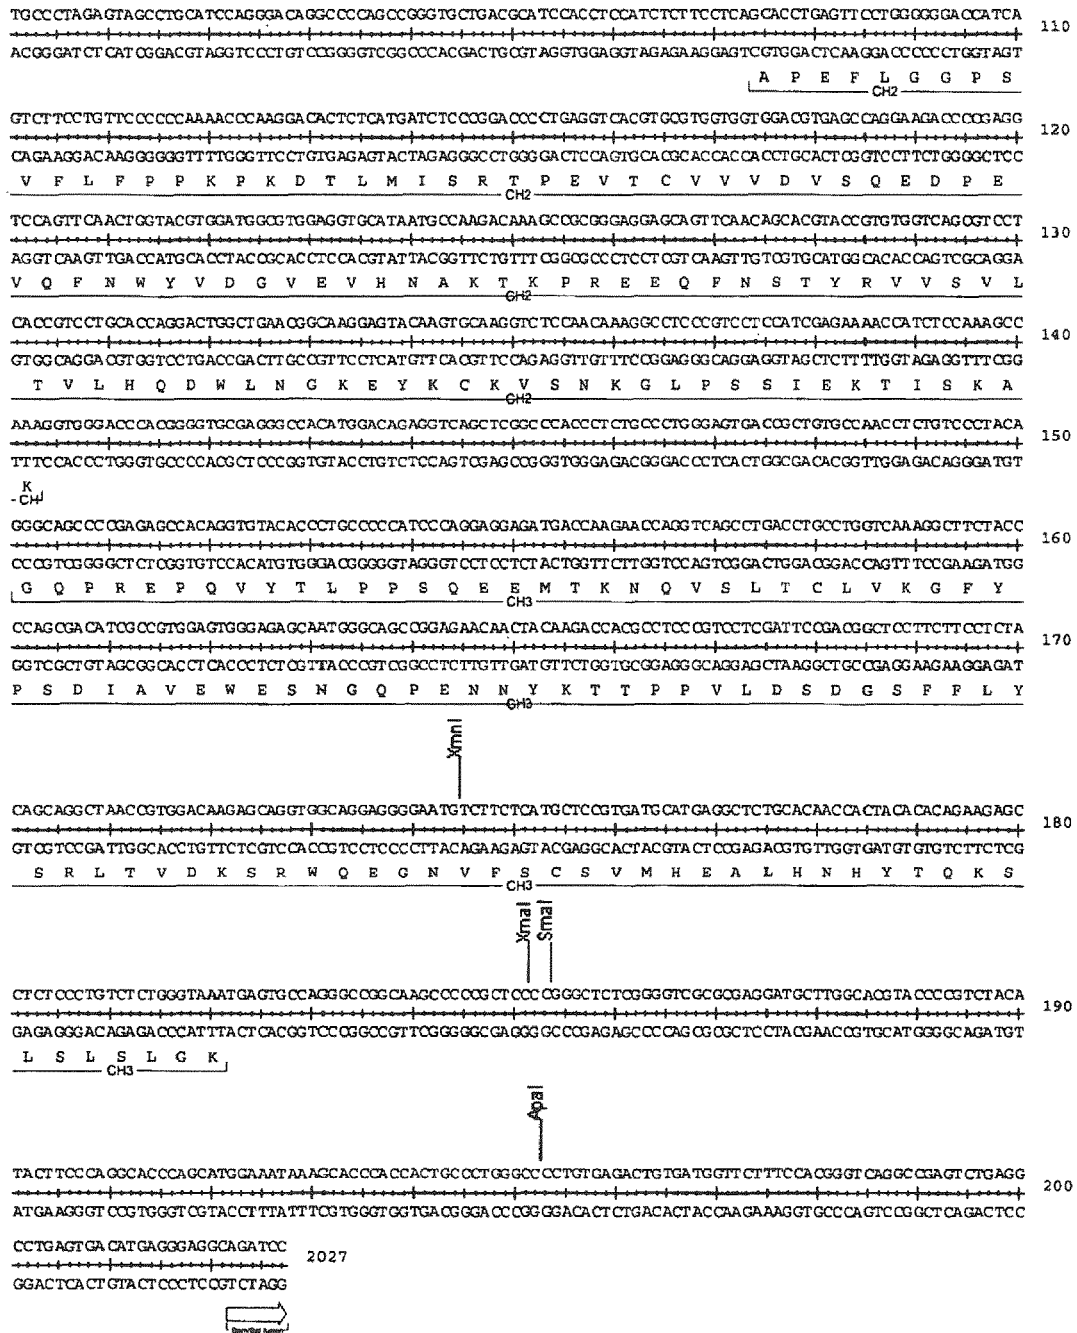 TGCCCTAGAGTAGCCTGCATCCAGGGACAGGCCCCAGCCGGGTGCTGACGCATCCACCTCCATCTCTTCCTCAGCACCTGAGTTCCTGGGGGGACCATCA 110
ACGGGATCTCATCGGACGTAGGTCCCTGTCCGGGGTCGGCCCACGACTGCGTAGGTGGAGGTAGAGAAGGAGTCGTGGACTCAAGGACCCCCCTGGTAGT
A P E F L G G P S
CH2
GTCTTCCTGTTCCCCCCAAAACCCAAGGACACTCTCATGATCTCCCGGACCCCTGAGGTCACGTGCGTGGTGGTGGACGTGAGCCAGGAAGACCCCGAGG 120
CAGAAGGACAAGGGGGGTTTTGGGTTCCTGTGAGAGTACTAGAGGGCCTGGGGACTCCAGTGCACGCACCACCACCTGCACTCGGTCCTTCTGGGGCTCC
V F L F P P K P K D T L M I S R T P E V T C V V V D V S Q E D P E
CH2
TCCAGTTCAACTGGTACGTGGATGGCGTGGAGGTGCATAATGCCAAGACAAAGCCGCGGGAGGAGCAGTTCAACAGCACGTACCGTGTGGTCAGCGTCCT 130
AGGTCAAGTTGACCATGCACCTACCGCACCTCCACGTATTACGGTTCTGTTTCGGCGCCCTCCTCGTCAAGTTGTCGTGCATGGCACACCAGTCGCAGGA
V Q F N W Y V D G V E V H N A K T K P R E E Q F N S T Y R V V S V L
CH2
CACCGTCCTGCACCAGGACTGGCTGAACGGCAAGGAGTACAAGTGCAAGGTCTCCAACAAAGGCCTCCCGTCCTCCATCGAGAAAACCATCTCCAAAGCC 140
GTGGCAGGACGTGGTCCTGACCGACTTGCCGTTCCTCATGTTCACGTTCCAGAGGTTGTTTCCGGAGGGCAGGAGGTAGCTCTTTTGGTAGAGGTTTCGG
T V L H Q D W L N G K E Y K C K V S N K G L P S S I E K T I S K A
CH2
AAAGGTGGGACCCACGGGGTGCGAGGGCCACATGGACAGAGGTCAGCTCGGCCCACCCTCTGCCCTGGGAGTGACCGCTGTGCCAACCTCTGTCCCTACA 150
TTTCCACCCTGGGTGCCCCACGCTCCCGGTGTACCTGTCTCCAGTCGAGCCGGGTGGGAGACGGGACCCTCACTGGCGACACGGTTGGAGACAGGGATGT
K
CH
GGGCAGCCCCGAGAGCCACAGGTGTACACCCTGCCCCCATCCCAGGAGGAGATGACCAAGAACCAGGTCAGCCTGACCTGCCTGGTCAAAGGCTTCTACC 160
CCCGTCGGGGCTCTCGGTGTCCACATGTGGGACGGGGGTAGGGTCCTCCTCTACTGGTTCTTGGTCCAGTCGGACTGGACGGACCAGTTTCCGAAGATGG
G Q P R E P Q V Y T L P P S Q E E M T K N Q V S L T C L V K G F Y
CH3
CCAGCGACATCGCCGTGGAGTGGGAGAGCAATGGGCAGCCGGAGAACAACTACAAGACCACGCCTCCCGTCCTCGATTCCGACGGCTCCTTCTTCCTCTA 170
GGTCGCTGTAGCGGCACCTCACCCTCTCGTTACCCGTCGGCCTCTTGTTGATGTTCTGGTGCGGAGGGCAGGAGCTAAGGCTGCCGAGGAAGAAGGAGAT
P S D I A V E W E S N G Q P E N N Y K T T P P V L D S D G S F F L Y
CH3
XmnI
CAGCAGGCTAACCGTGGACAAGAGCAGGTGGCAGGAGGGGAATGTCTTCTCATGCTCCGTGATGCATGAGGCTCTGCACAACCACTACACACAGAAGAGC 180
GTCGTCCGATTGGCACCTGTTCTCGTCCACCGTCCTCCCCTTACAGAAGAGTACGAGGCACTACGTACTCCGAGACGTGTTGGTGATGTGTGTCTTCTCG
S R L T V D K S R W Q E G N V F S C S V M H E A L H N H Y T Q K S
CH3
XmaI SmaI
CTCTCCCTGTCTCTGGGTAAATGAGTGCCAGGGCCGGCAAGCCCCCGCTCCCCGGGCTCTCGGGGTCGCGCGAGGATGCTTGGCACGTACCCCGTCTACA 190
GAGAGGGACAGAGACCCATTTACTCACGGTCCCGGCCGTTCGGGGGCGAGGGGCCCGAGAGCCCCAGCGCGCTCCTACGAACCGTGCATGGGGCAGATGT
L S L S L G K
CH3
ApaI
TACTTCCCAGGCACCCAGCATGGAAATAAAGCACCCACCACTGCCCTGGGCCCCTGTGAGACTGTGATGGTTCTTTCCACGGGTCAGGCCGAGTCTGAGG 200
ATGAAGGGTCCGTGGGTCGTACCTTTATTTCGTGGGTGGTGACGGGACCCGGGGACACTCTGACACTACCAAGAAAGGTGCCCAGTCCGGCTCAGACTCC
CCTGAGTGACATGAGGGAGGCAGATCC 2027
GGACTCACTGTACTCCCTCCGTCTAGG